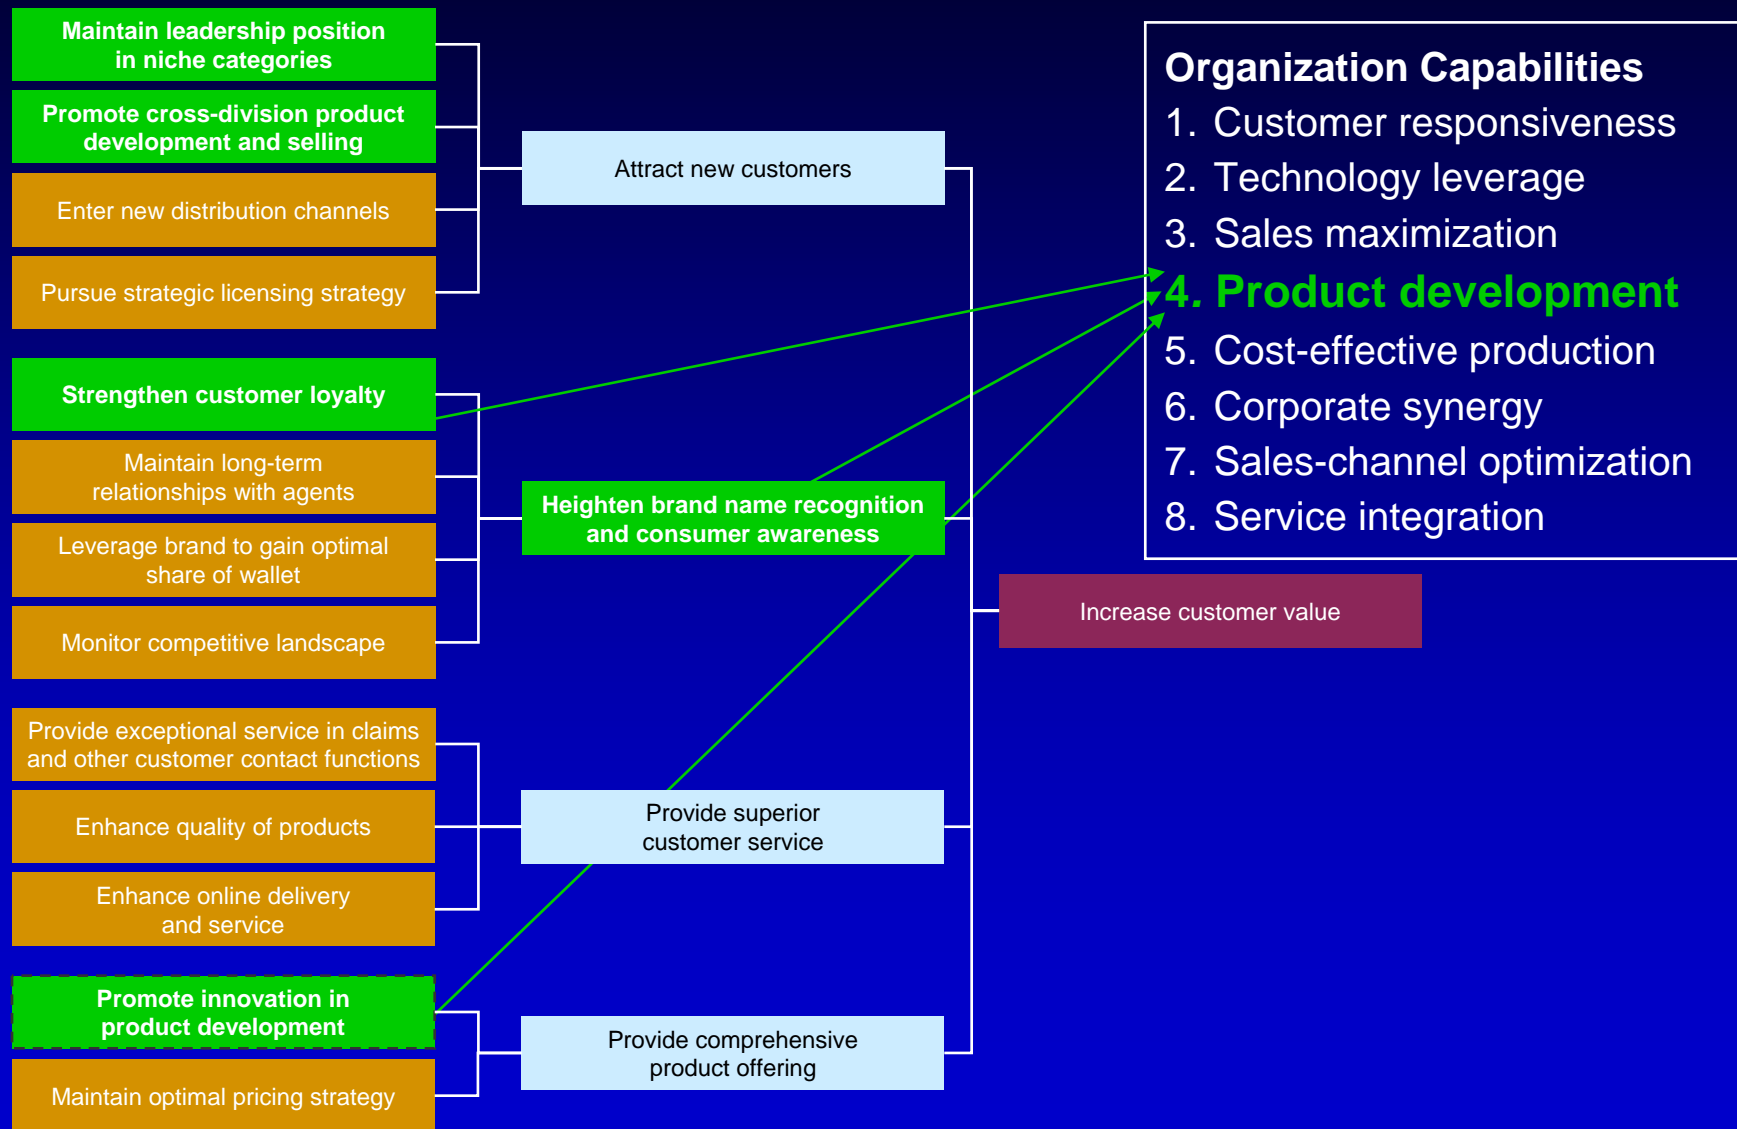 Maintain leadership position
in niche categories
Promote cross-division product
development and selling
Enter new distribution channels
Pursue strategic licensing strategy
Strengthen customer loyalty
Maintain long-term
relationships with agents
Leverage brand to gain optimal
share of wallet
Monitor competitive landscape
Provide exceptional service in claims
and other customer contact functions
Enhance quality of products
Enhance online delivery
and service
Promote innovation in
product development
Maintain optimal pricing strategy
Attract new customers
Heighten brand name recognition
and consumer awareness
Provide superior
customer service
Provide comprehensive
product offering
Increase customer value
Organization Capabilities
1. Customer responsiveness
2. Technology leverage
3. Sales maximization
4. Product development
5. Cost-effective production
6. Corporate synergy
7. Sales-channel optimization
8. Service integration